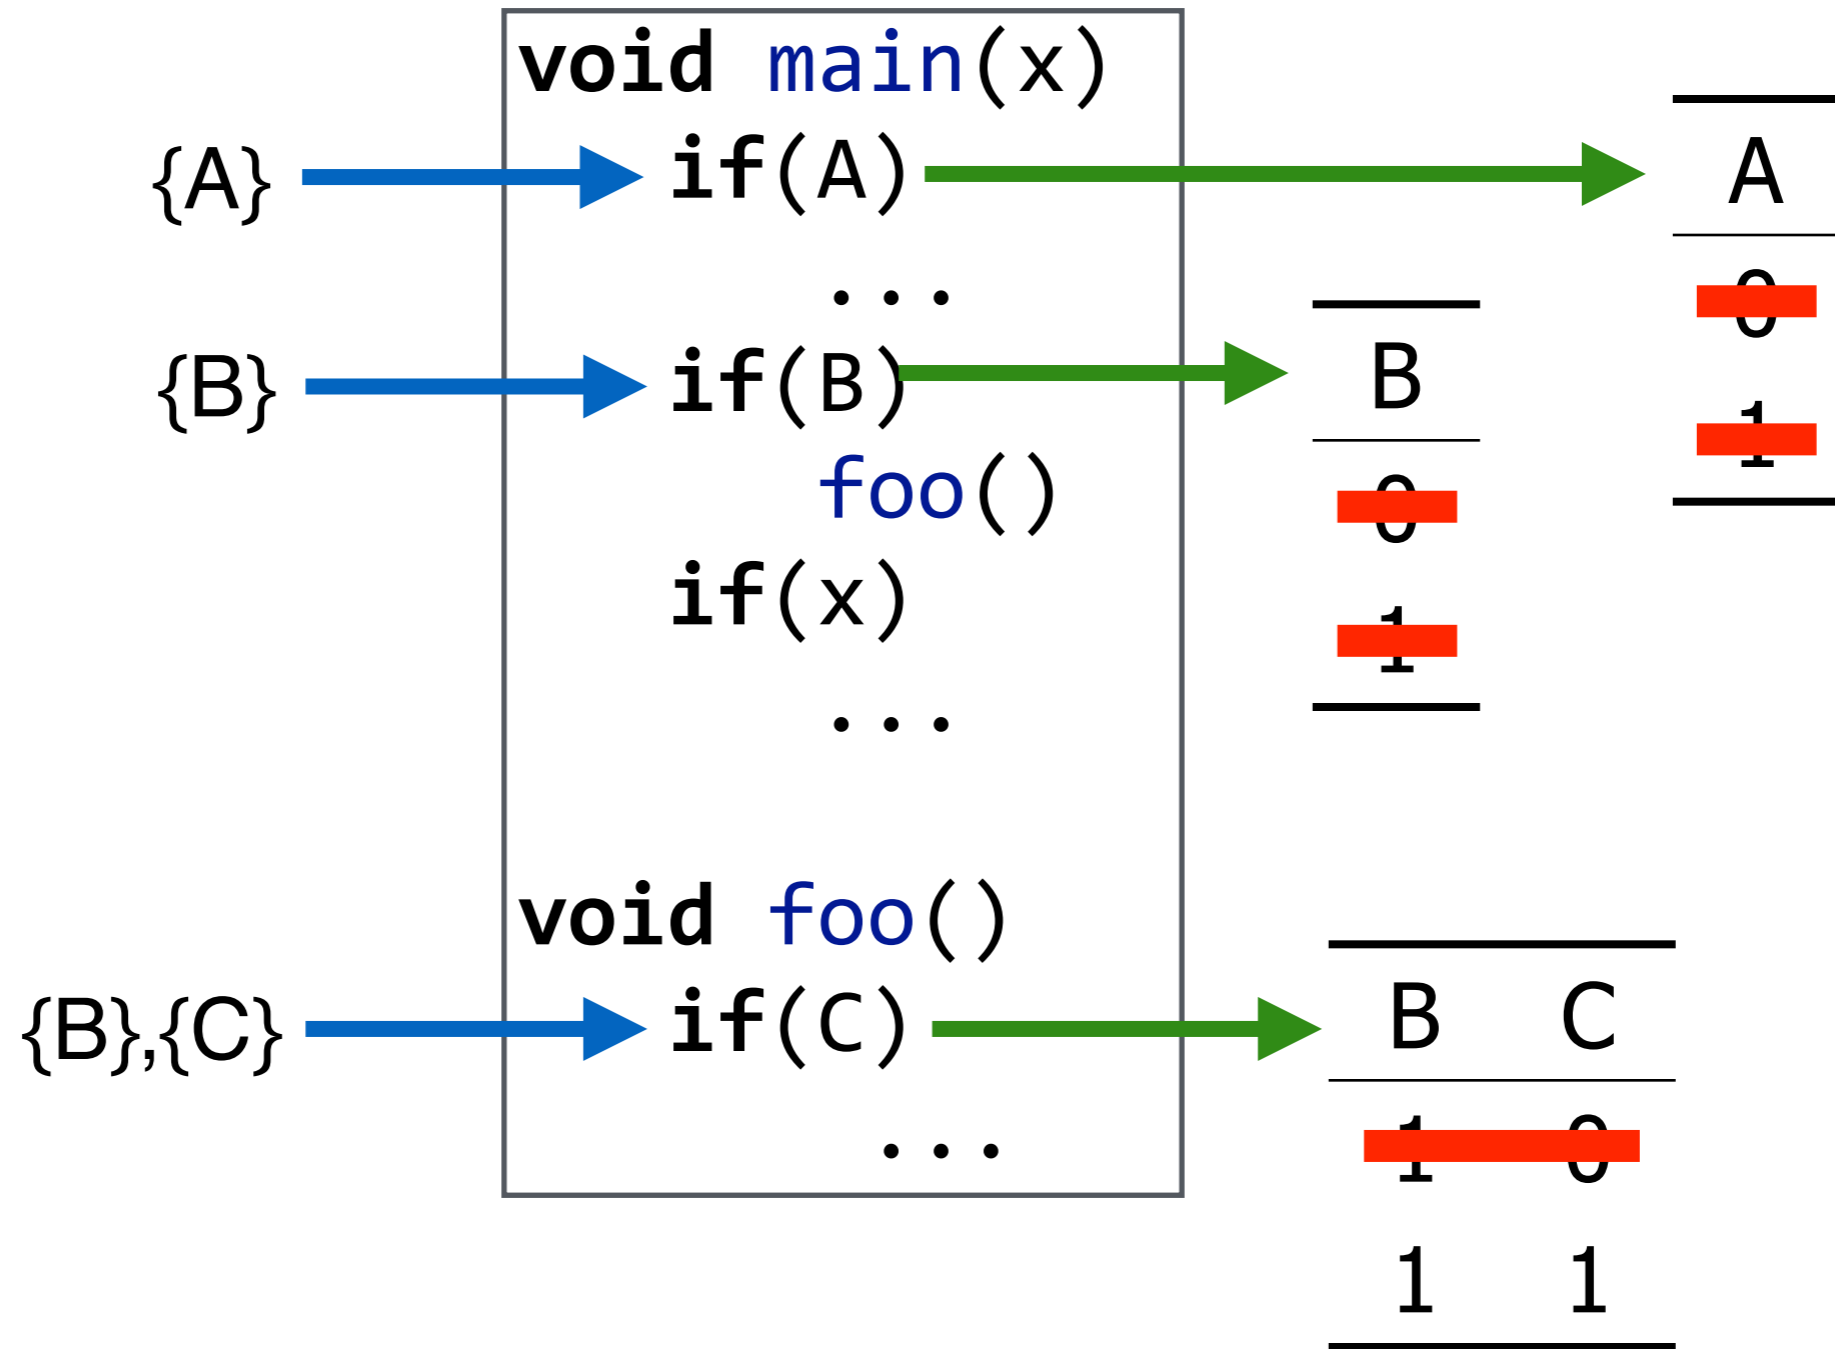 void main(x)
{A} if(A) A
...
0
{B} if(B) B
1
foo()
0
if(x)
1
...
void foo()
{B},{C} if(C) B C
...
1 0
1 1